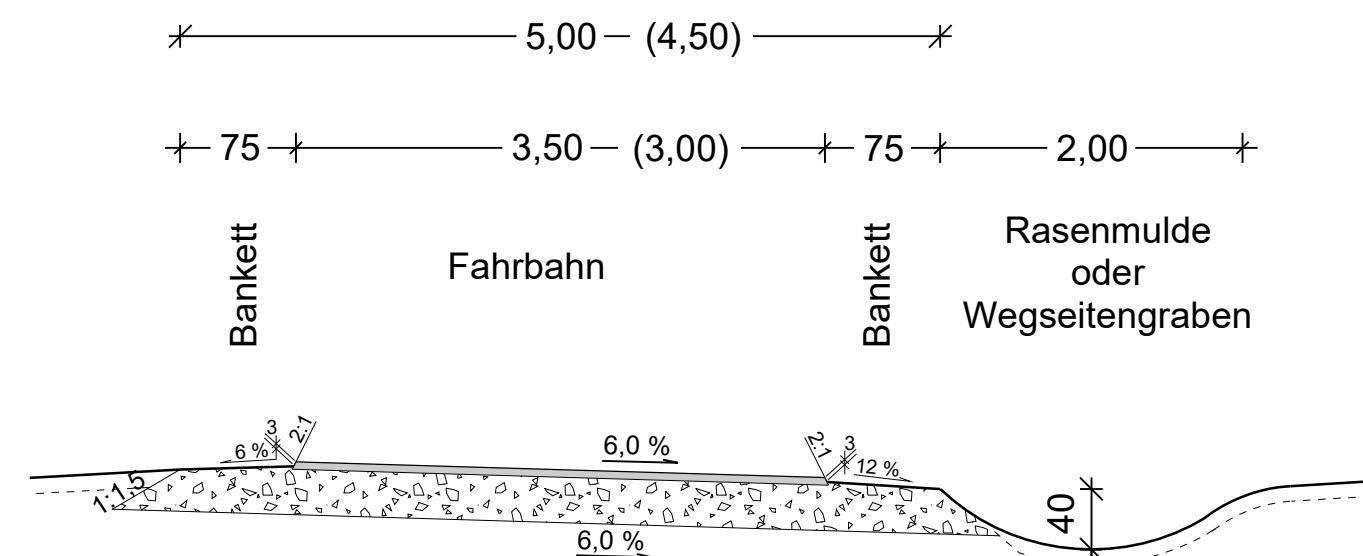 5,00 (4,50)
75 3,50 (3,00) 75 2,00
Bankett
Fahrbahn
Bankett
Rasenmulde
oder
Wegseitengraben
3
2:1
6 %
6,0 %
2:1
3
12 %
1:1,5
40
6,0 %